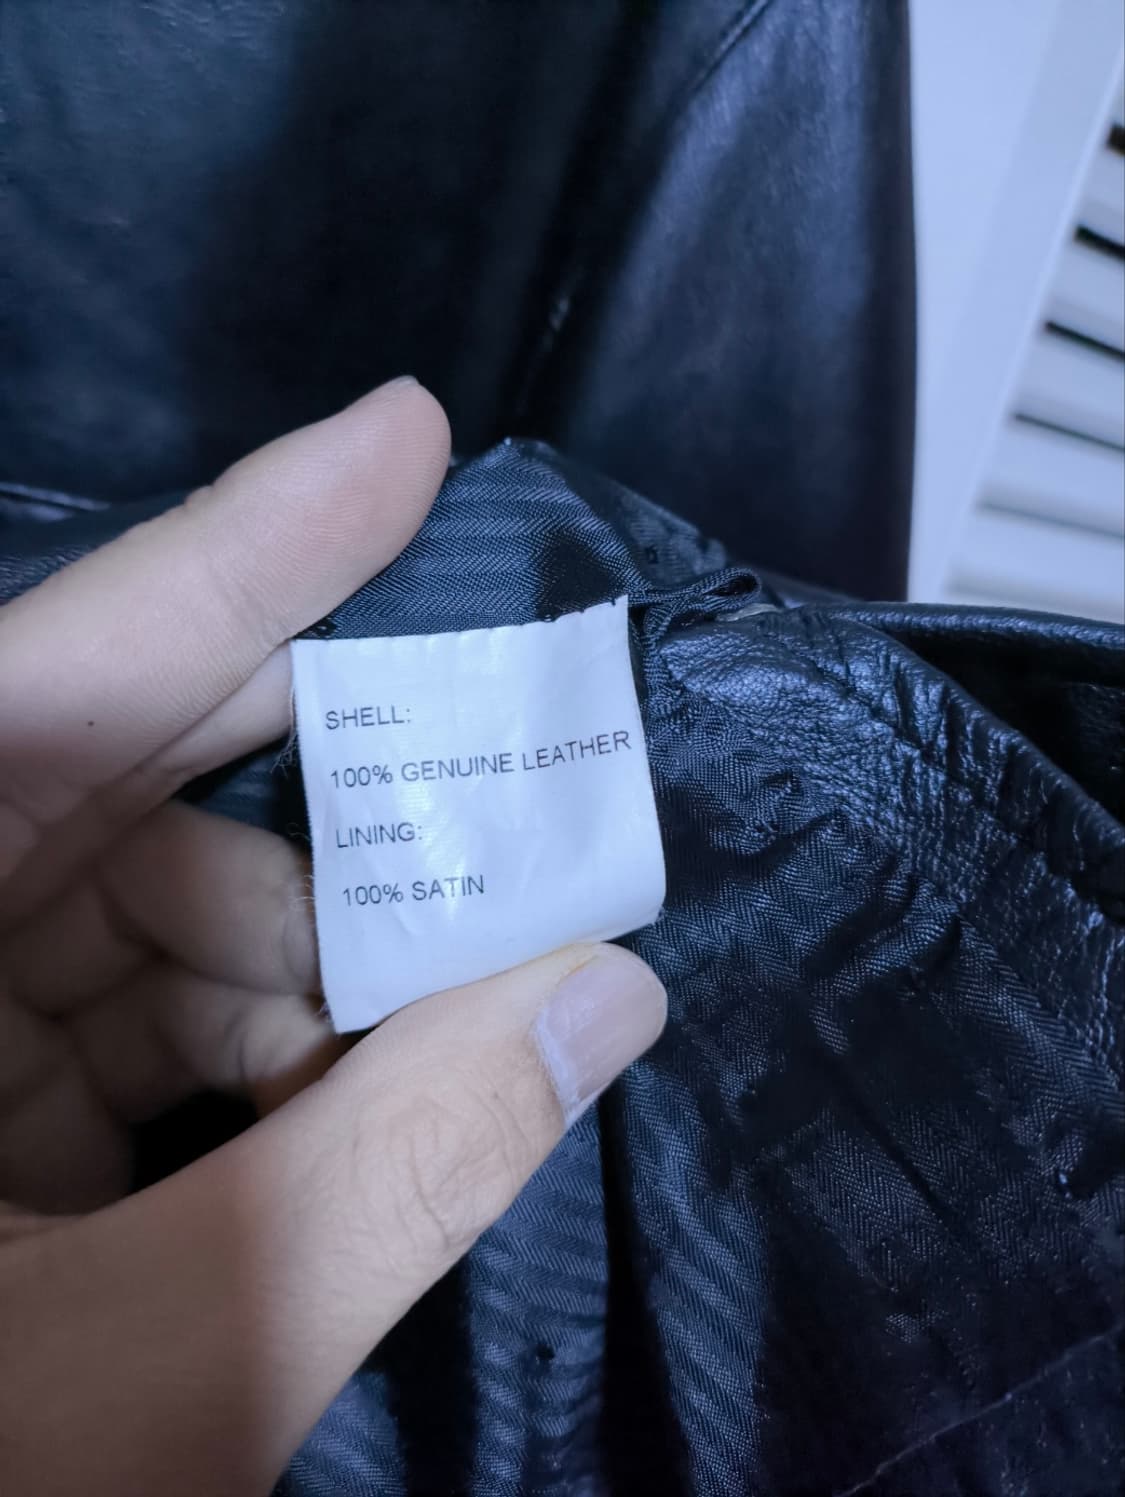 SHELL:
100% GENUINE LEATHER
LINING:
100% SATIN